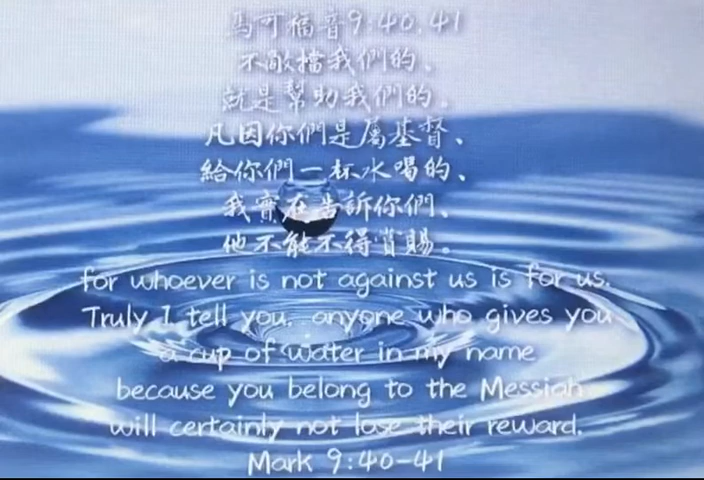 馬可福音9:40,41
不敵擋我們的、
就是幫助我們的。
凡因你們是屬基督、
給你們一杯水喝的、
我實在告訴你們、
他不能不得賞賜。
for whoever is not against us is for us.
Truly I tell you, anyone who gives you
a cup of water in my name
because you belong to the Messiah
will certainly not lose their reward.
Mark 9:40-41